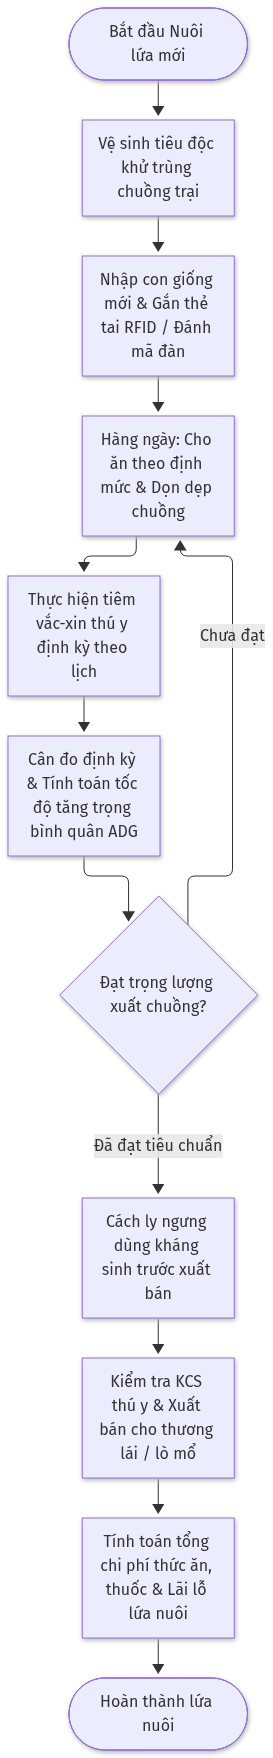 Bắt đầu Nuôi
lứa mới
Vệ sinh tiêu độc
khử trùng
chuồng trại
Nhập con giống
mới & Gắn thẻ
tai RFID / Đánh
mã đàn
Hàng ngày: Cho
ăn theo định
mức & Dọn dẹp
chuồng
Thực hiện tiêm
vắc-xin thú y
định kỳ theo
lịch
Chưa đạt
Cân đo định kỳ
& Tính toán tốc
độ tăng trọng
bình quân ADG
Đạt trọng lượng
xuất chuồng?
Đã đạt tiêu chuẩn
Cách ly ngưng
dùng kháng
sinh trước xuất
bán
Kiểm tra KCS
thú y & Xuất
bán cho thương
lái / lò mổ
Tính toán tổng
chi phí thức ăn,
thuốc & Lãi lỗ
lứa nuôi
Hoàn thành lứa
nuôi